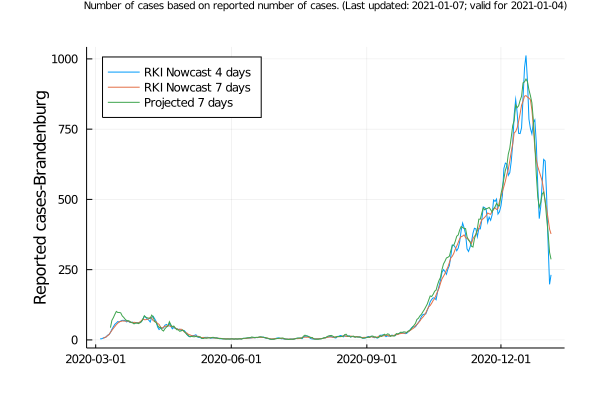 Number of cases based on reported number of cases. (Last updated: 2021-01-07; valid for 2021-01-04)
1000
RKI Nowcast 4 days
RKI Nowcast 7 days
Projected 7 days
750
Reported cases-Brandenburg
500
250
0
2020-03-01 2020-06-01 2020-09-01 2020-12-01